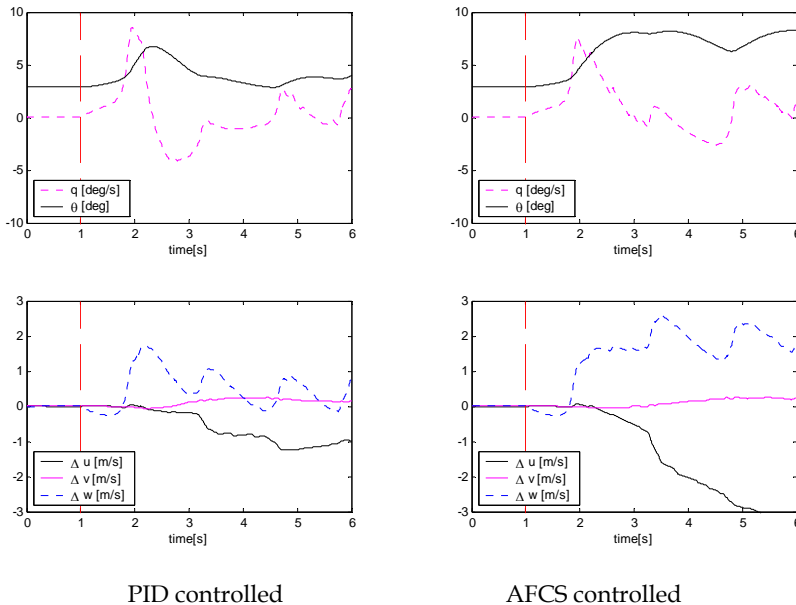 10
5
0
-5
-10
q [deg/s]
θ [deg]
0 1 2 3 4 5 6
time[s]
10
5
0
-5
-10
q [deg/s]
θ [deg]
0 1 2 3 4 5 6
time[s]
3
2
1
0
-1
-2
-3
Δ u [m/s]
Δ v [m/s]
Δ w [m/s]
0 1 2 3 4 5 6
time[s]
3
2
1
0
-1
-2
-3
Δ u [m/s]
Δ v [m/s]
Δ w [m/s]
0 1 2 3 4 5 6
time[s]
PID controlled
AFCS controlled